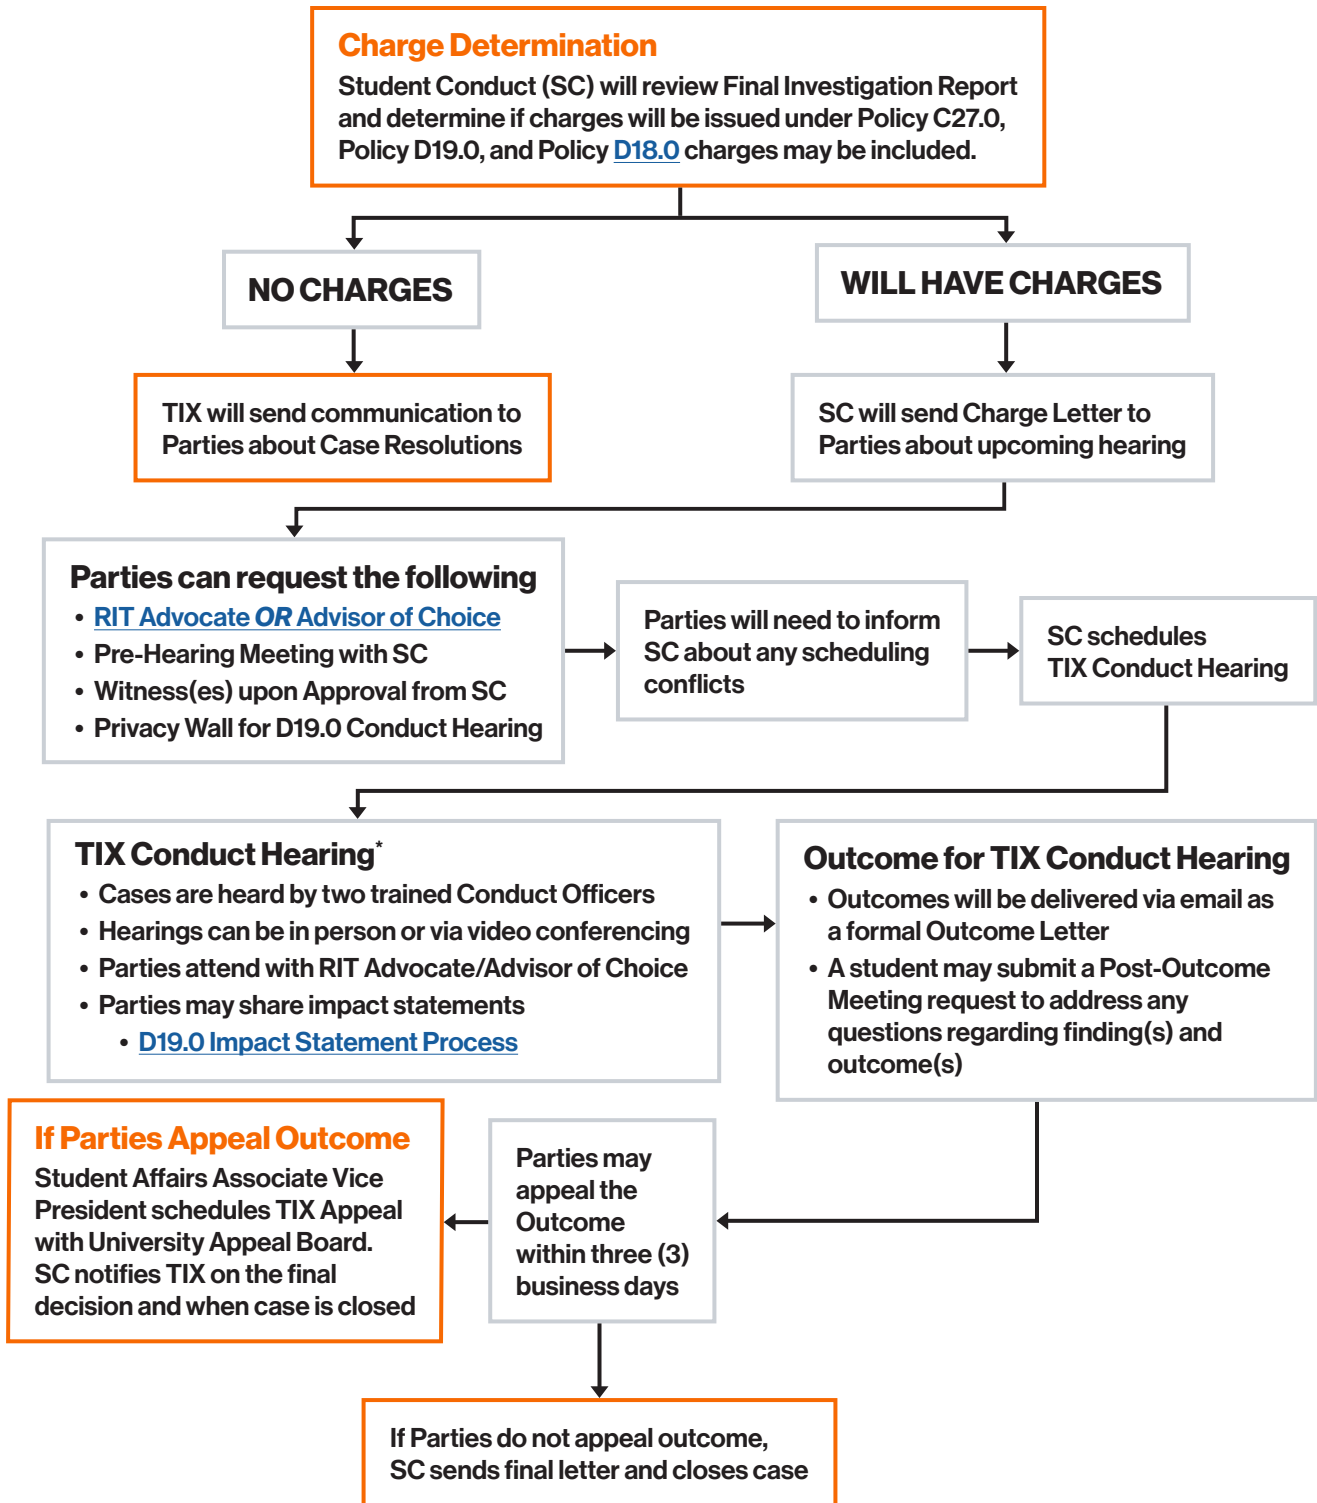 Charge Determination
Student Conduct (SC) will review Final Investigation Report
and determine if charges will be issued under Policy C27.0,
Policy D19.0, and Policy D18.0 charges may be included.
NO CHARGES
WILL HAVE CHARGES
TIX will send communication to
Parties about Case Resolutions
SC will send Charge Letter to
Parties about upcoming hearing
Parties can request the following
• RIT Advocate OR Advisor of Choice
• Pre-Hearing Meeting with SC
• Witness(es) upon Approval from SC
• Privacy Wall for D19.0 Conduct Hearing
Parties will need to inform
SC about any scheduling
conflicts
SC schedules
TIX Conduct Hearing
TIX Conduct Hearing*
• Cases are heard by two trained Conduct Officers
• Hearings can be in person or via video conferencing
• Parties attend with RIT Advocate/Advisor of Choice
• Parties may share impact statements
• D19.0 Impact Statement Process
Outcome for TIX Conduct Hearing
• Outcomes will be delivered via email as
a formal Outcome Letter
• A student may submit a Post-Outcome
Meeting request to address any
questions regarding finding(s) and
outcome(s)
If Parties Appeal Outcome
Student Affairs Associate Vice
President schedules TIX Appeal
with University Appeal Board.
SC notifies TIX on the final
decision and when case is closed
Parties may
appeal the
Outcome
within three (3)
business days
If Parties do not appeal outcome,
SC sends final letter and closes case